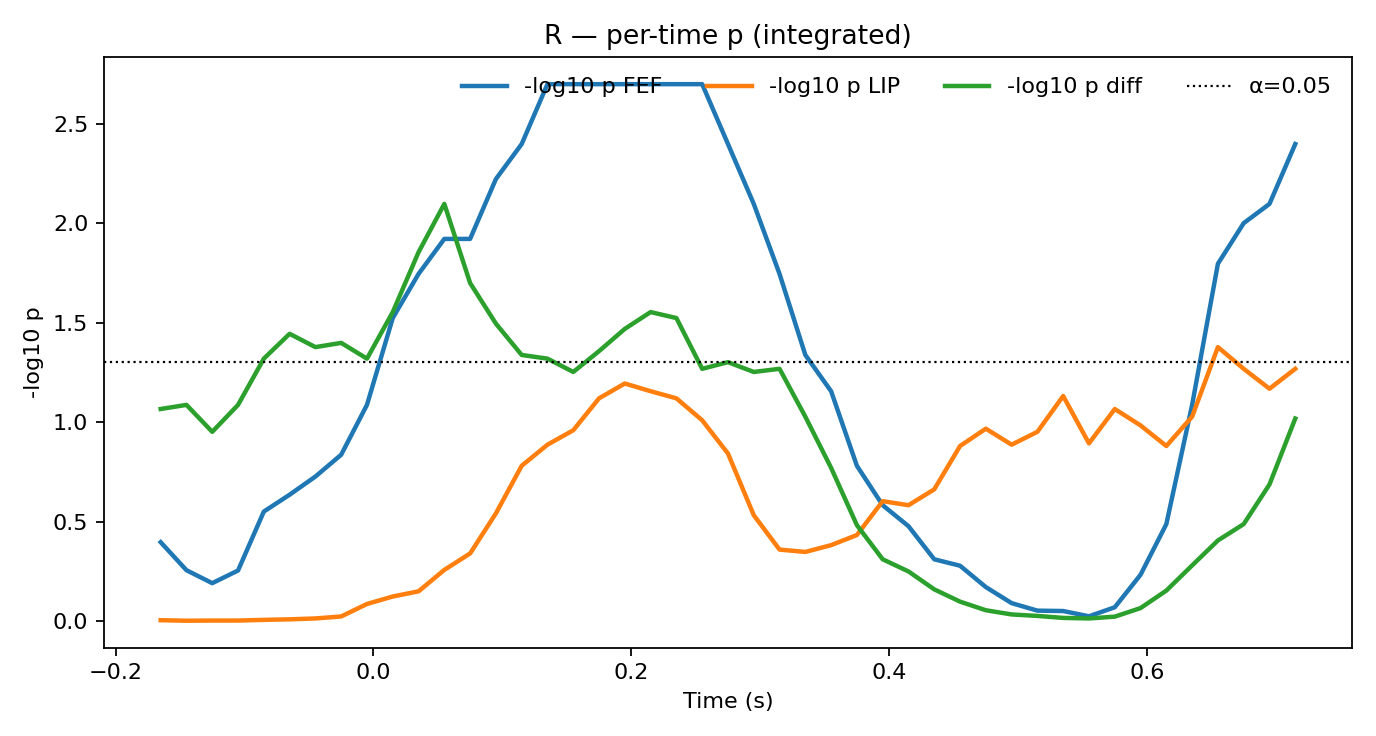 R — per-time p (integrated)
-log10 p FEF -log10 p LIP -log10 p diff α=0.05
2.5
2.0
1.5
1.0
0.5
0.0
-log10 p
−0.2 0.0 0.2 0.4 0.6
Time (s)